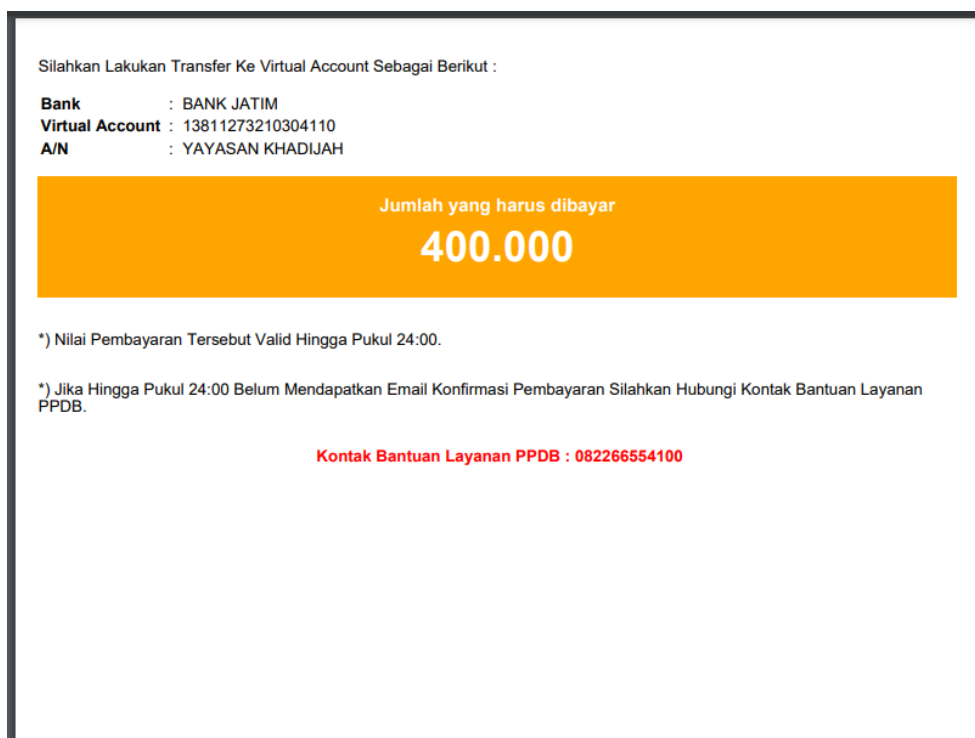 Silahkan Lakukan Transfer Ke Virtual Account Sebagai Berikut :
Bank : BANK JATIM
Virtual Account : 13811273210304110
A/N : YAYASAN KHADIJAH
Jumlah yang harus dibayar
400.000
*) Nilai Pembayaran Tersebut Valid Hingga Pukul 24:00.
*) Jika Hingga Pukul 24:00 Belum Mendapatkan Email Konfirmasi Pembayaran Silahkan Hubungi Kontak Bantuan Layanan
PPDB.
Kontak Bantuan Layanan PPDB : 082266554100